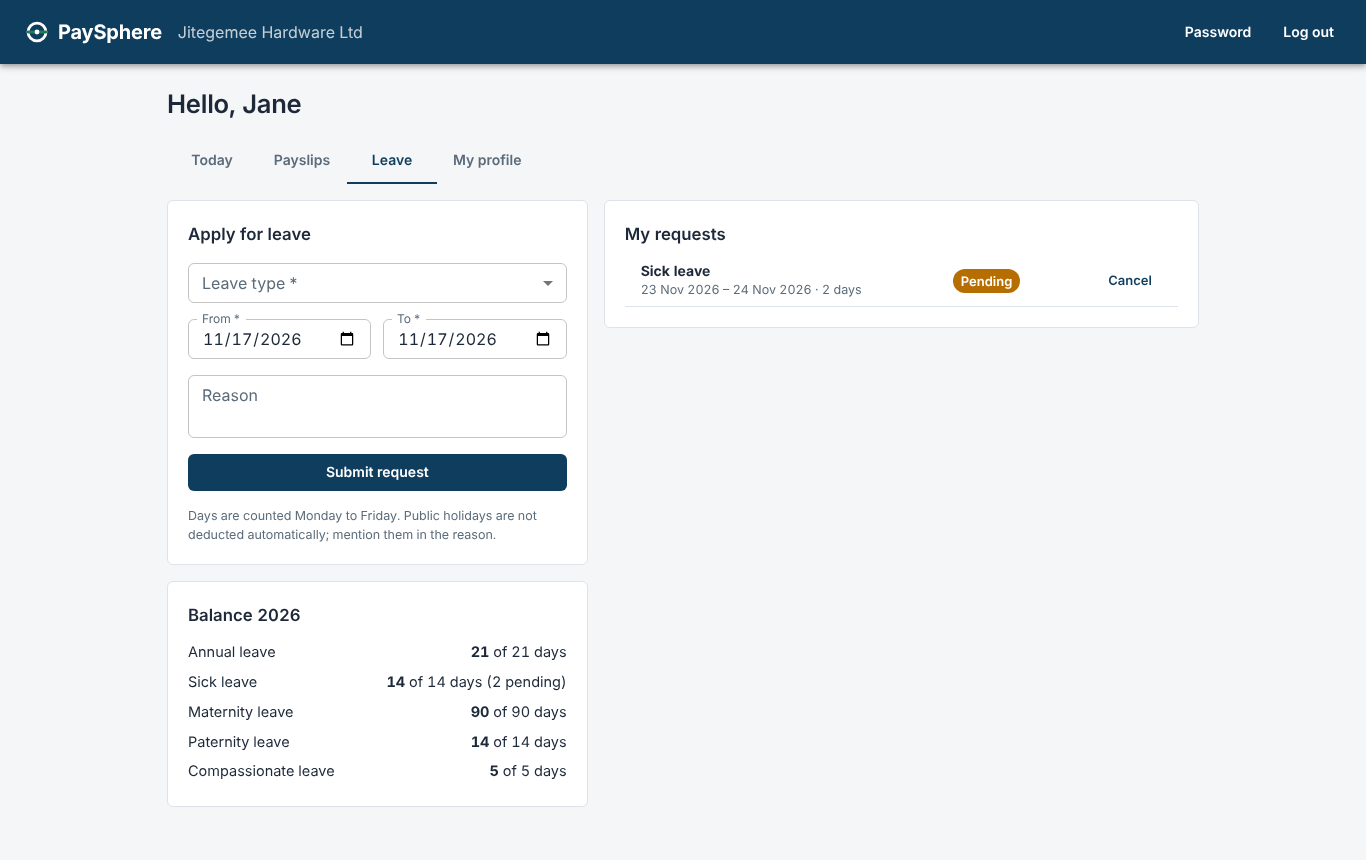 PaySphere Jitegemee Hardware Ltd Password Log out
Hello, Jane
Today Payslips Leave My profile
Apply for leave
Leave type *
From * To *
11/17/2026 11/17/2026
Reason
Submit request
Days are counted Monday to Friday. Public holidays are not
deducted automatically; mention them in the reason.
Balance 2026
Annual leave 21 of 21 days
Sick leave 14 of 14 days (2 pending)
Maternity leave 90 of 90 days
Paternity leave 14 of 14 days
Compassionate leave 5 of 5 days
My requests
Sick leave
23 Nov 2026 – 24 Nov 2026 · 2 days
Pending
Cancel